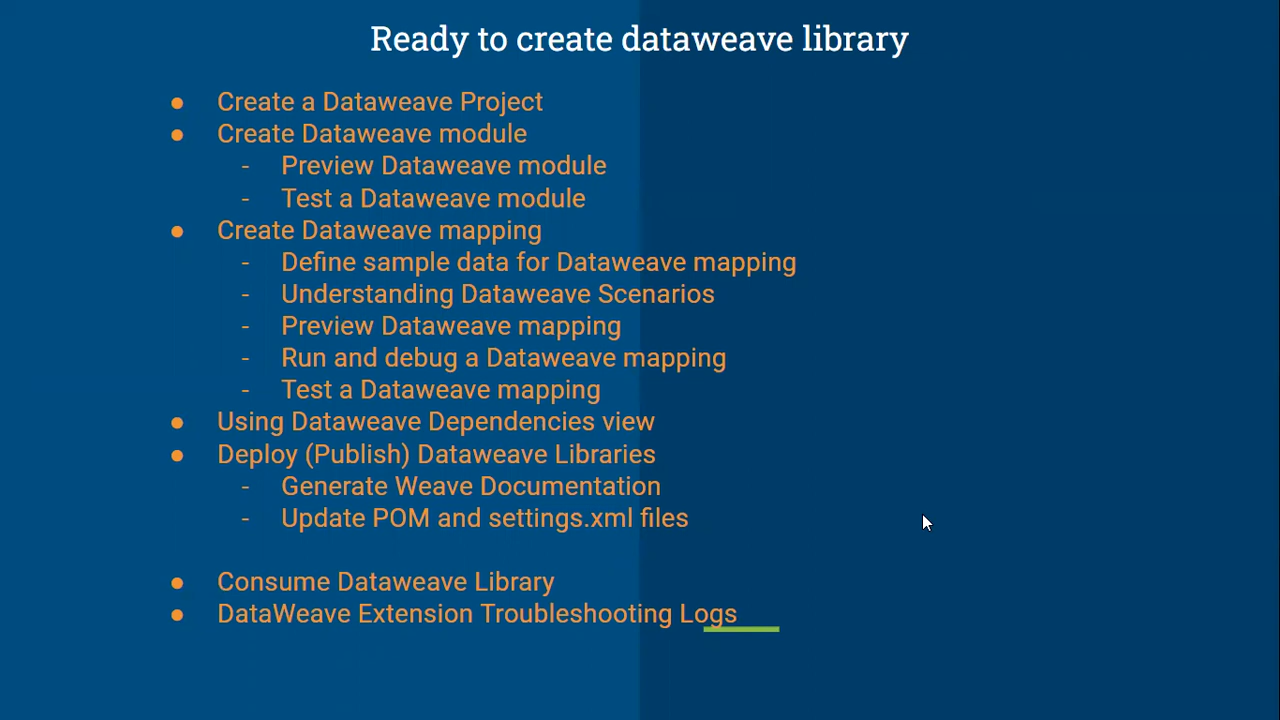 Ready to create dataweave library
● Create a Dataweave Project
● Create Dataweave module
- Preview Dataweave module
- Test a Dataweave module
● Create Dataweave mapping
- Define sample data for Dataweave mapping
- Understanding Dataweave Scenarios
- Preview Dataweave mapping
- Run and debug a Dataweave mapping
- Test a Dataweave mapping
● Using Dataweave Dependencies view
● Deploy (Publish) Dataweave Libraries
- Generate Weave Documentation
- Update POM and settings.xml files
● Consume Dataweave Library
● DataWeave Extension Troubleshooting Logs